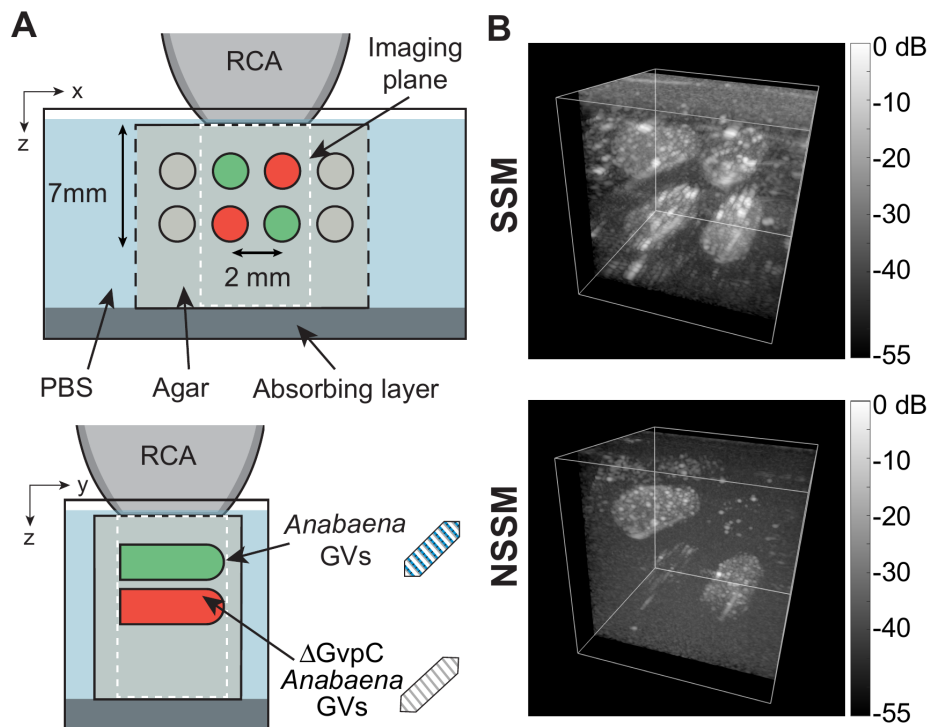 A
RCA
Imaging
plane
x
z
7mm
2 mm
PBS
Agar
Absorbing layer
RCA
y
z
Anabaena
GVs
ΔGvpC
Anabaena
GVs
B
SSM
0 dB
-10
-20
-30
-40
-55
NSSM
0 dB
-10
-20
-30
-40
-55